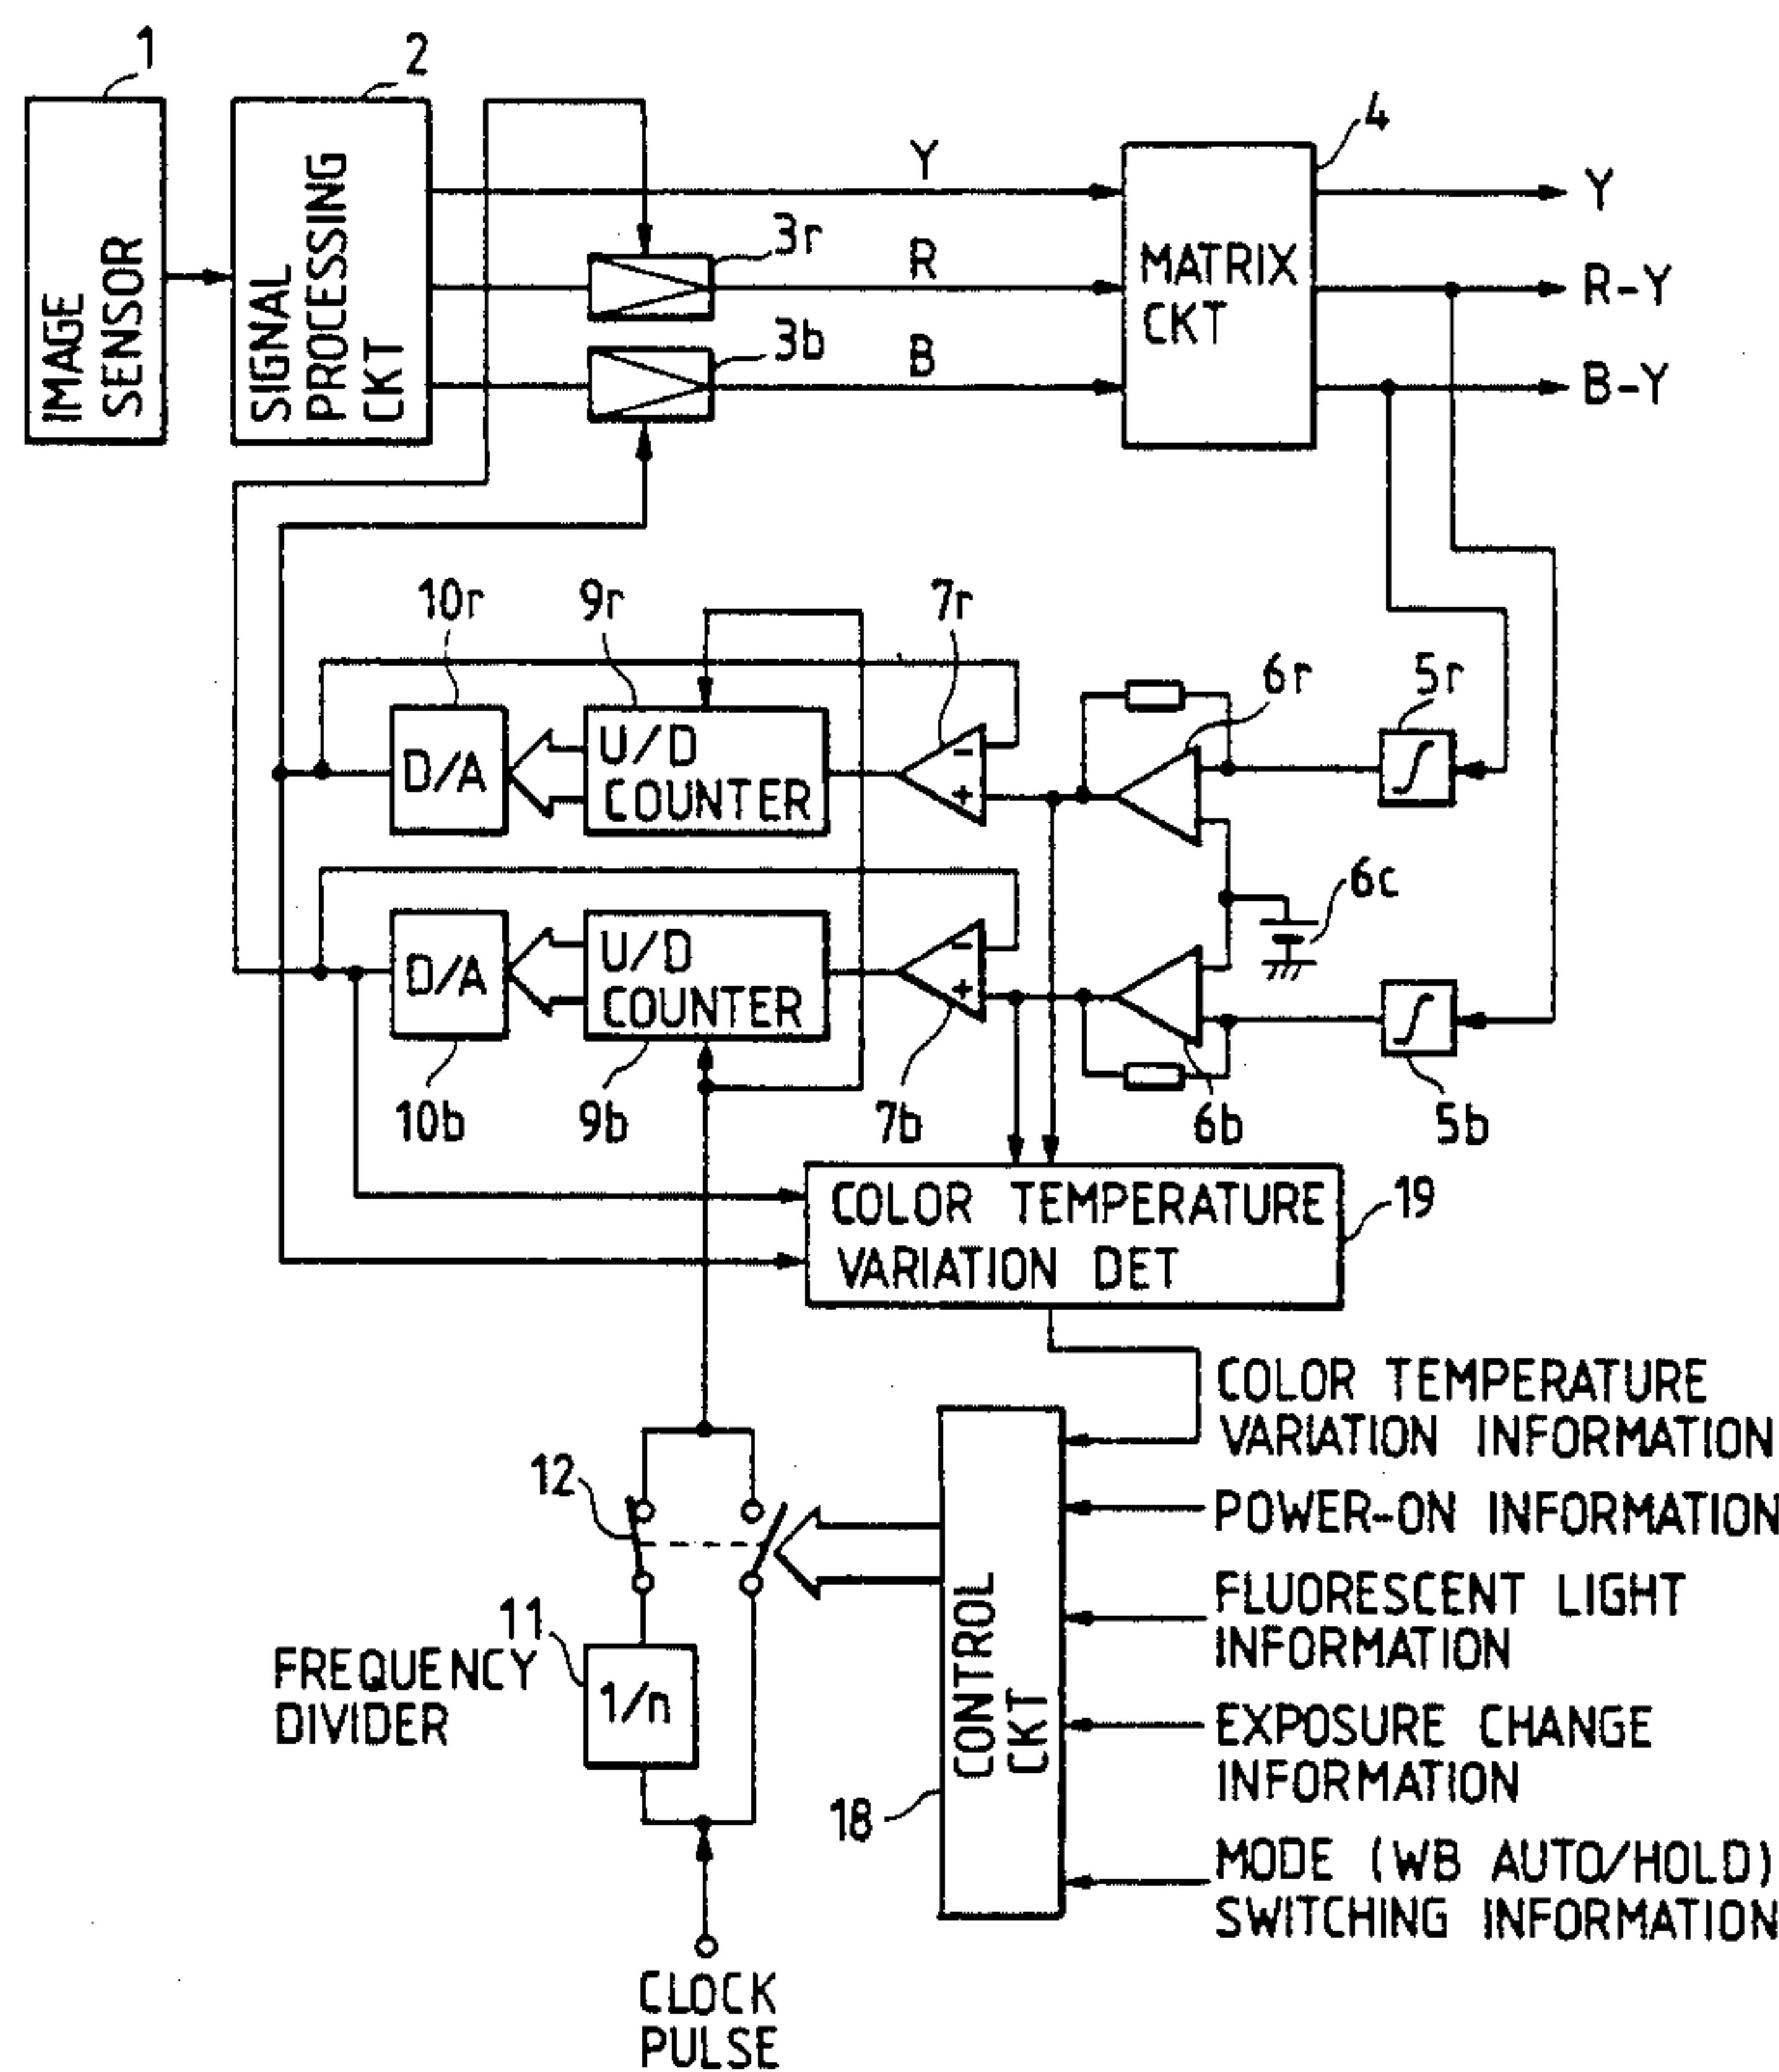 1
2
4
IMAGE
SENSOR
SIGNAL
PROCESSING
CKT
Y
3r
R
3b
B
MATRIX
CKT
Y
R-Y
B-Y
10r
9r
7r
6r
5r
D/A
U/D
COUNTER
-
+
6c
D/A
U/D
COUNTER
-
+
10b
9b
7b
6b
5b
COLOR TEMPERATURE
VARIATION DET
19
COLOR TEMPERATURE
VARIATION INFORMATION
12
POWER-ON INFORMATION
FLUORESCENT LIGHT
INFORMATION
11
FREQUENCY
DIVIDER
1/n
CONTROL
CKT
18
EXPOSURE CHANGE
INFORMATION
MODE (WB AUTO/HOLD)
SWITCHING INFORMATION
CLOCK
PULSE